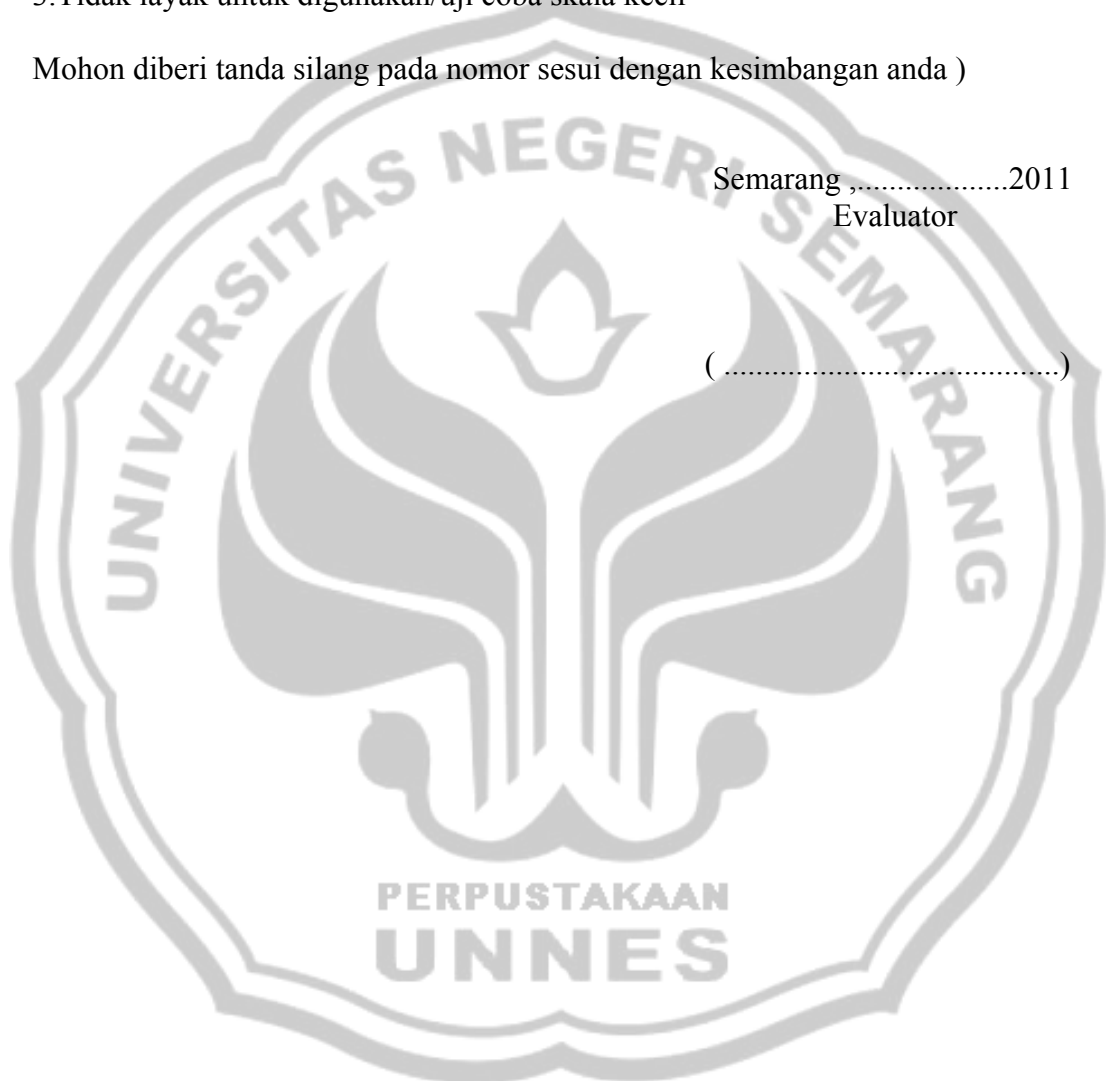 3.Tidak layak untuk digunakan/uji coba skala kecil
Mohon diberi tanda silang pada nomor sesui dengan kesimbangan anda )
Semarang ,...................2011
Evaluator
( ..........................................)
UNIVERSITAS NEGERI SEMARANG
PERPUSTAKAAN
UNNES